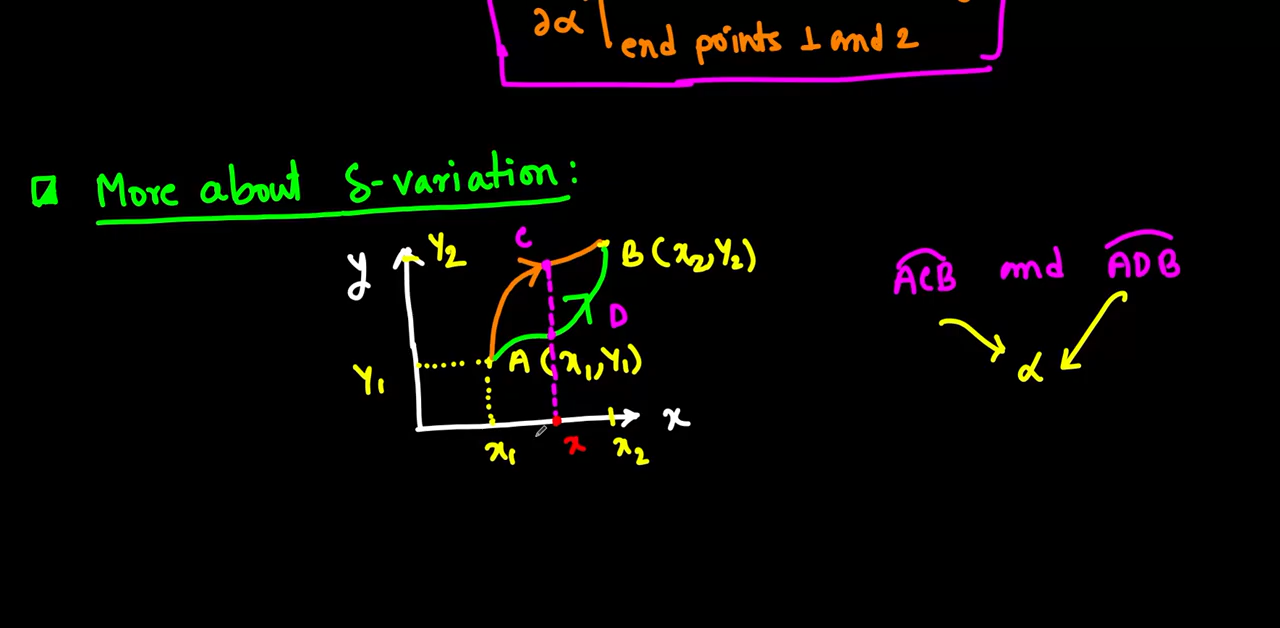 ∂α | end points 1 and 2
More about δ-variation:
y Y₂ C B (x₂, Y₂)
D
Y₁ A (x₁, Y₁)
x
x₁ x x₂
ACB and ADB
α